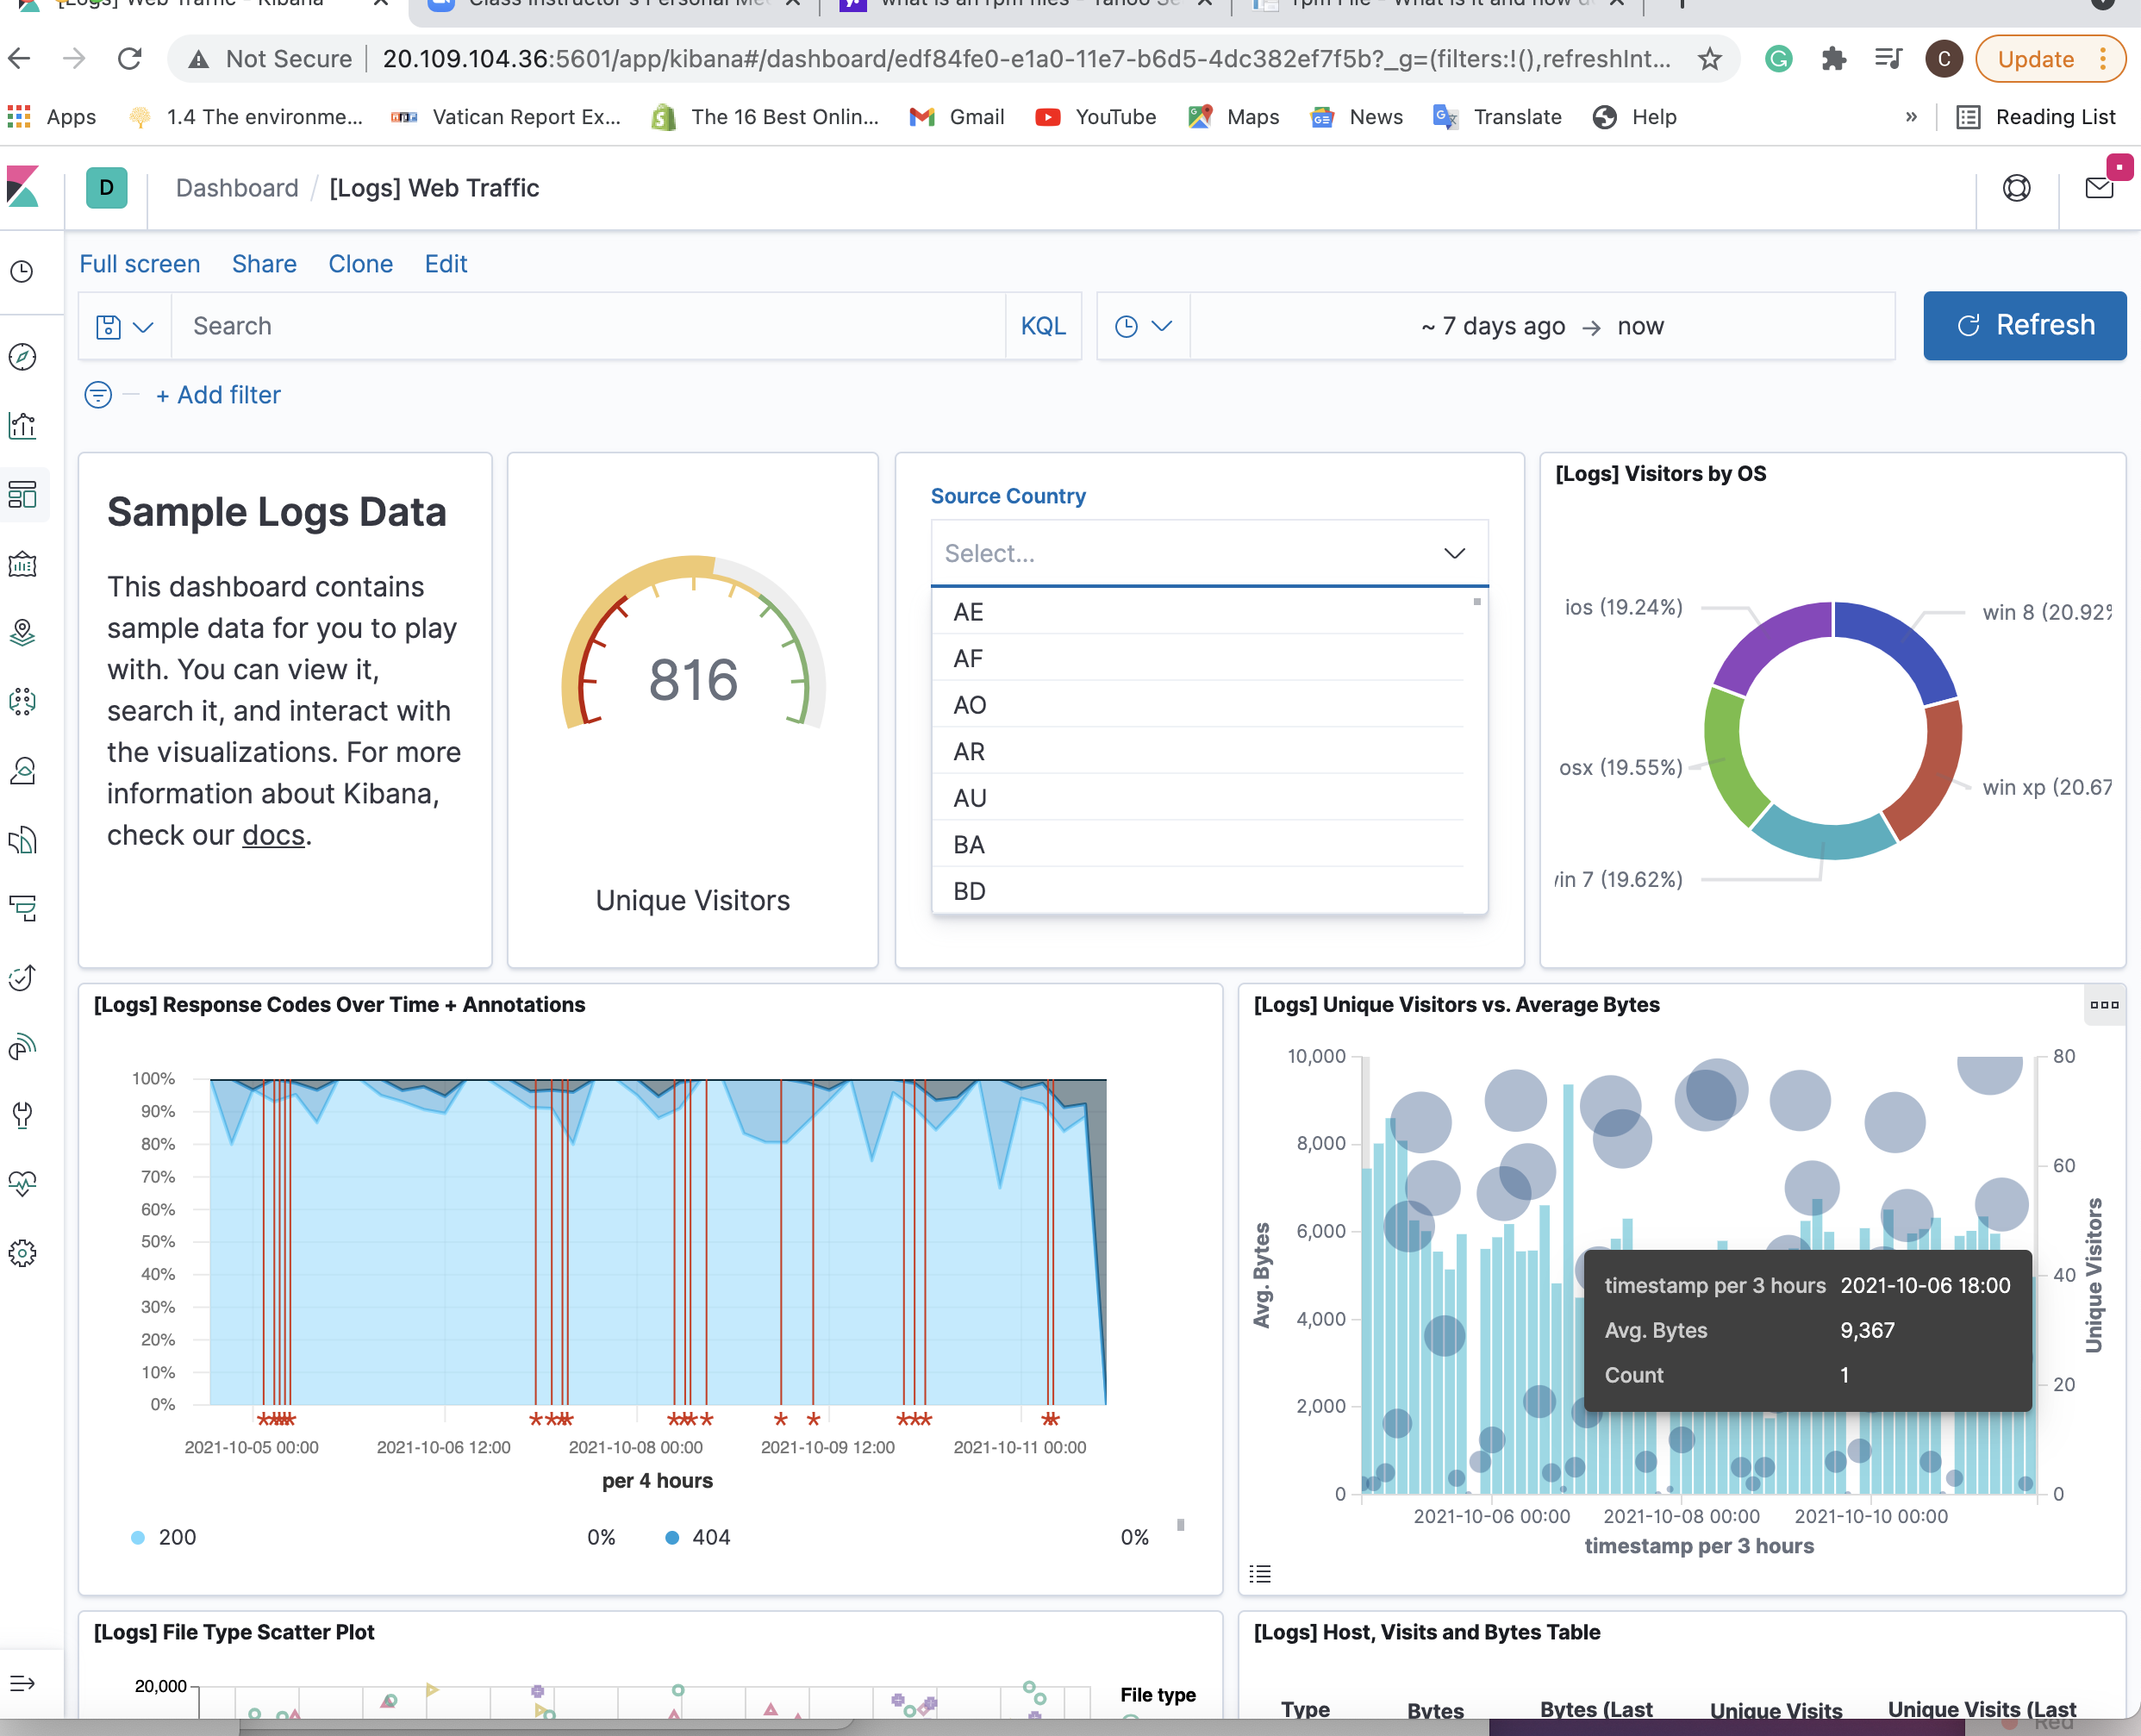 [Logs] Web Traffic - Kibana
Class Instructor's Personal Me
what is an rpm files - Yahoo Se
rpm File - What is it and how d
Not Secure
20.109.104.36:5601/app/kibana#/dashboard/edf84fe0-e1a0-11e7-b6d5-4dc382ef7f5b?_g=(filters:!(),refreshInt...
C
Update
Apps
1.4 The environme...
Vatican Report Ex...
The 16 Best Onlin...
Gmail
YouTube
Maps
News
Translate
Help
»
Reading List
D
Dashboard / [Logs] Web Traffic
Full screen
Share
Clone
Edit
Search
KQL
~ 7 days ago → now
Refresh
+ Add filter
Sample Logs Data
This dashboard contains
sample data for you to play
with. You can view it,
search it, and interact with
the visualizations. For more
information about Kibana,
check our docs.
816
Unique Visitors
Source Country
Select...
AE
AF
AO
AR
AU
BA
BD
[Logs] Visitors by OS
ios (19.24%)
win 8 (20.92%
osx (19.55%)
win xp (20.67
in 7 (19.62%)
[Logs] Response Codes Over Time + Annotations
100%
90%
80%
70%
60%
50%
40%
30%
20%
10%
0%
2021-10-05 00:00
2021-10-06 12:00
2021-10-08 00:00
2021-10-09 12:00
2021-10-11 00:00
per 4 hours
200
0%
404
0%
[Logs] Unique Visitors vs. Average Bytes
10,000
8,000
6,000
4,000
2,000
0
Avg. Bytes
80
60
40
20
0
Unique Visitors
timestamp per 3 hours 2021-10-06 18:00
Avg. Bytes 9,367
Count 1
2021-10-06 00:00
2021-10-08 00:00
2021-10-10 00:00
timestamp per 3 hours
[Logs] File Type Scatter Plot
20,000
File type
[Logs] Host, Visits and Bytes Table
Type
Bytes
Bytes (Last
Unique Visits
Unique Visits (Last
Red